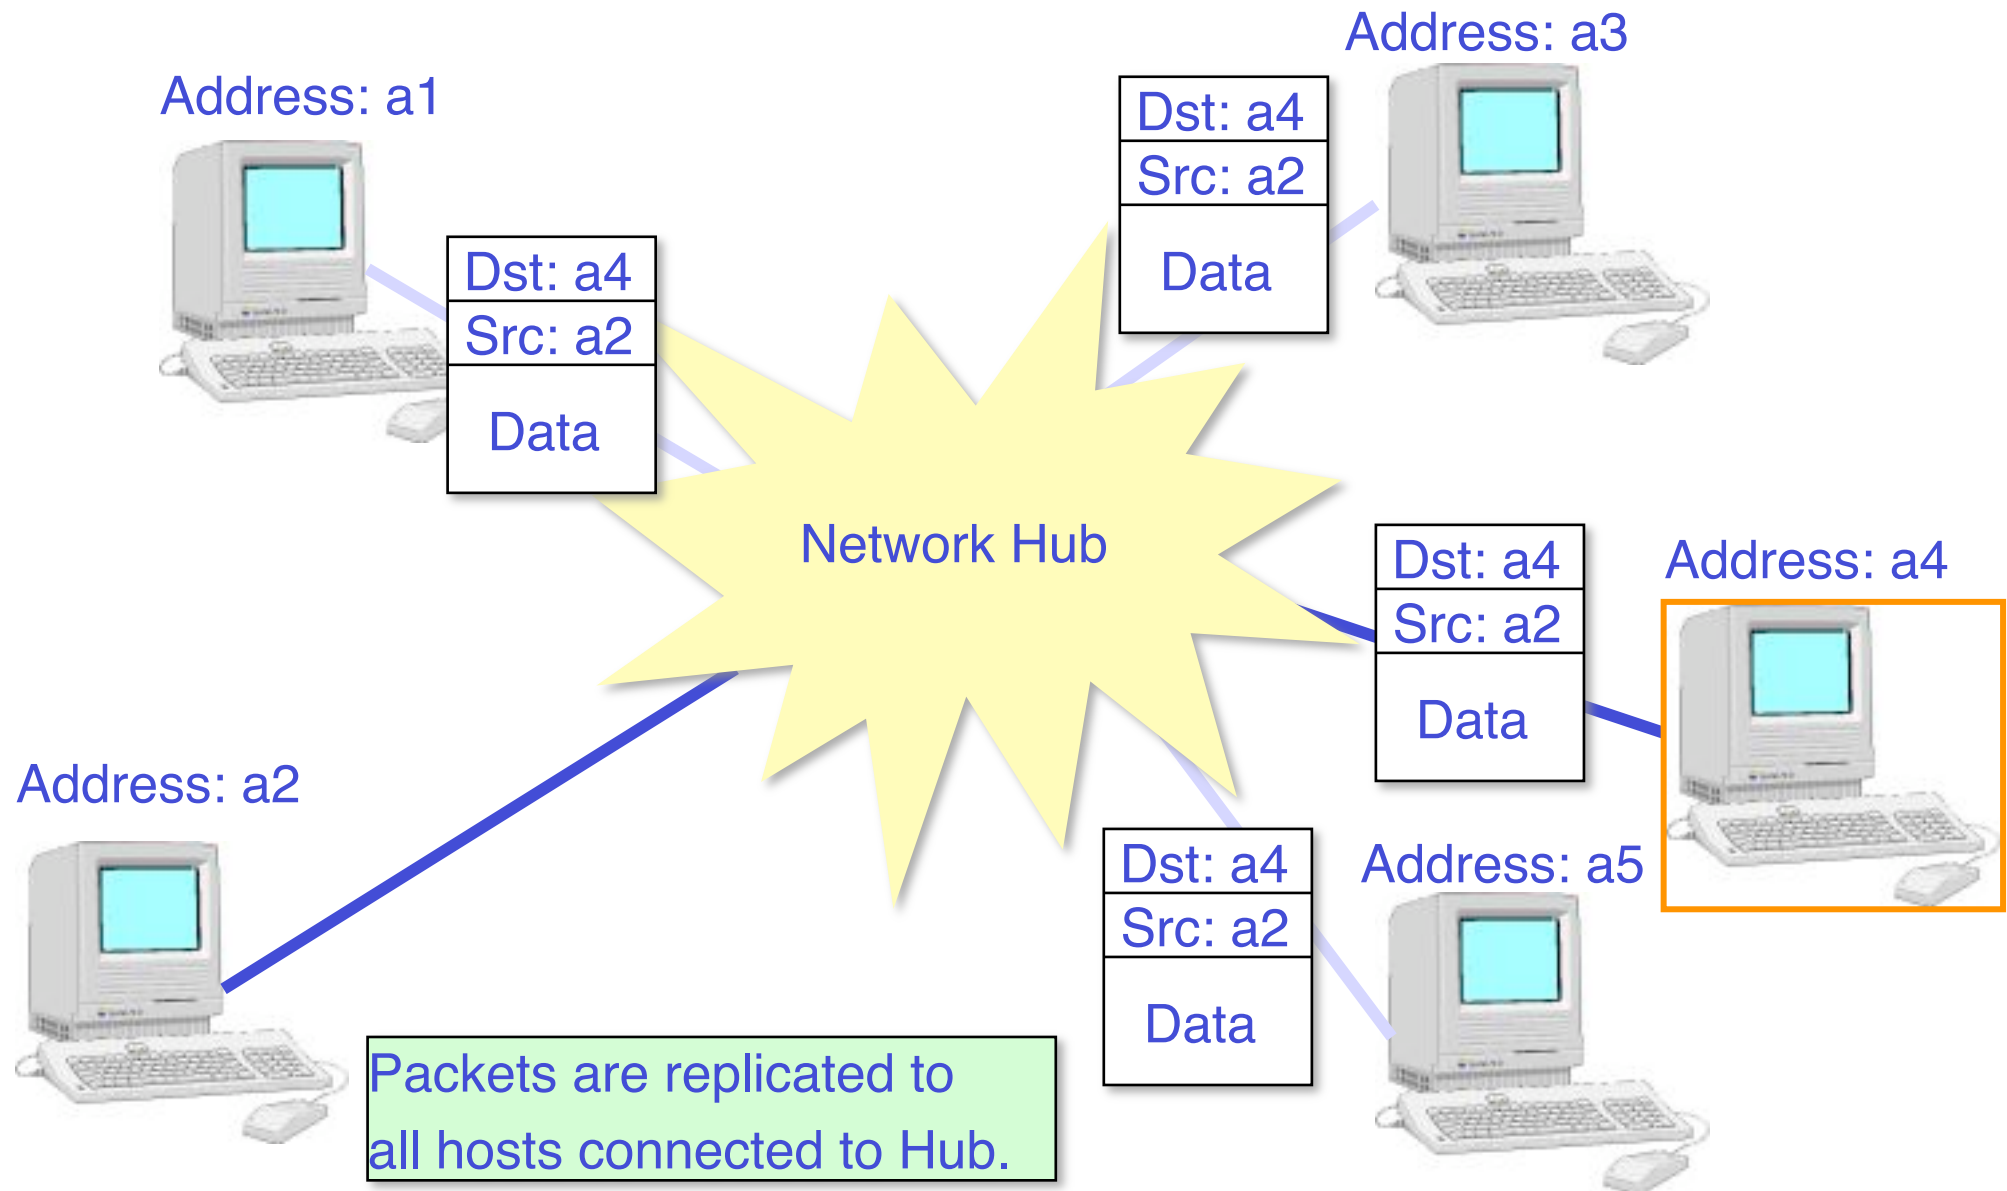 Address: a3
Address: a1
Dst: a4
Src: a2
Data
Dst: a4
Src: a2
Data
Network Hub
Dst: a4
Src: a2
Data
Address: a4
Address: a2
Dst: a4
Src: a2
Data
Address: a5
Packets are replicated to
all hosts connected to Hub.